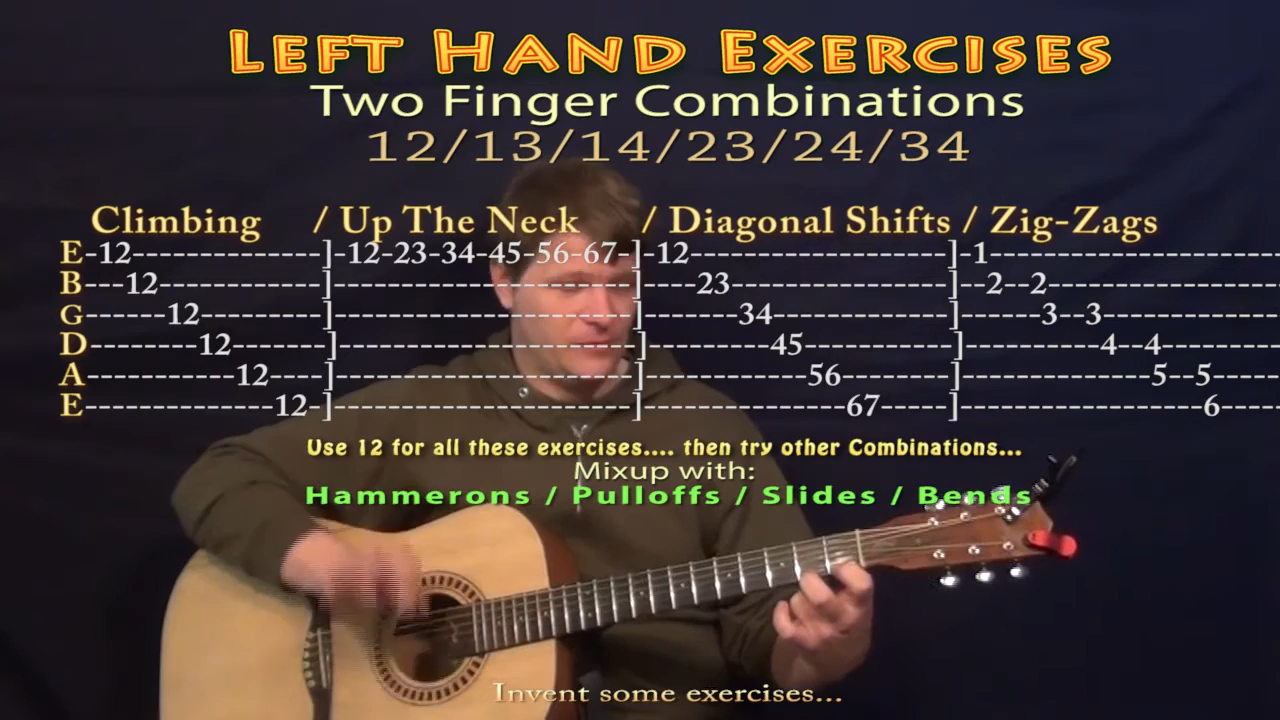 Left Hand Exercises
Two Finger Combinations
12/13/14/23/24/34
Climbing / Up The Neck / Diagonal Shifts / Zig-Zags
E-12---------------]-12-23-34-45-56-67-]-12--------------------]-1--------------------
B---12-------------]-------------------]----23-----------------]--2--2----------------
G------12----------]-------------------]-------34--------------]------3--3------------
D---------12-------]-------------------]----------45-----------]----------4--4--------
A------------12----]-------------------]-------------56--------]--------------5--5----
E---------------12-]-------------------]----------------67-----]------------------6---
Use 12 for all these exercises.... then try other Combinations...
Mixup with:
Hammerons / Pulloffs / Slides / Bends
Invent some exercises...